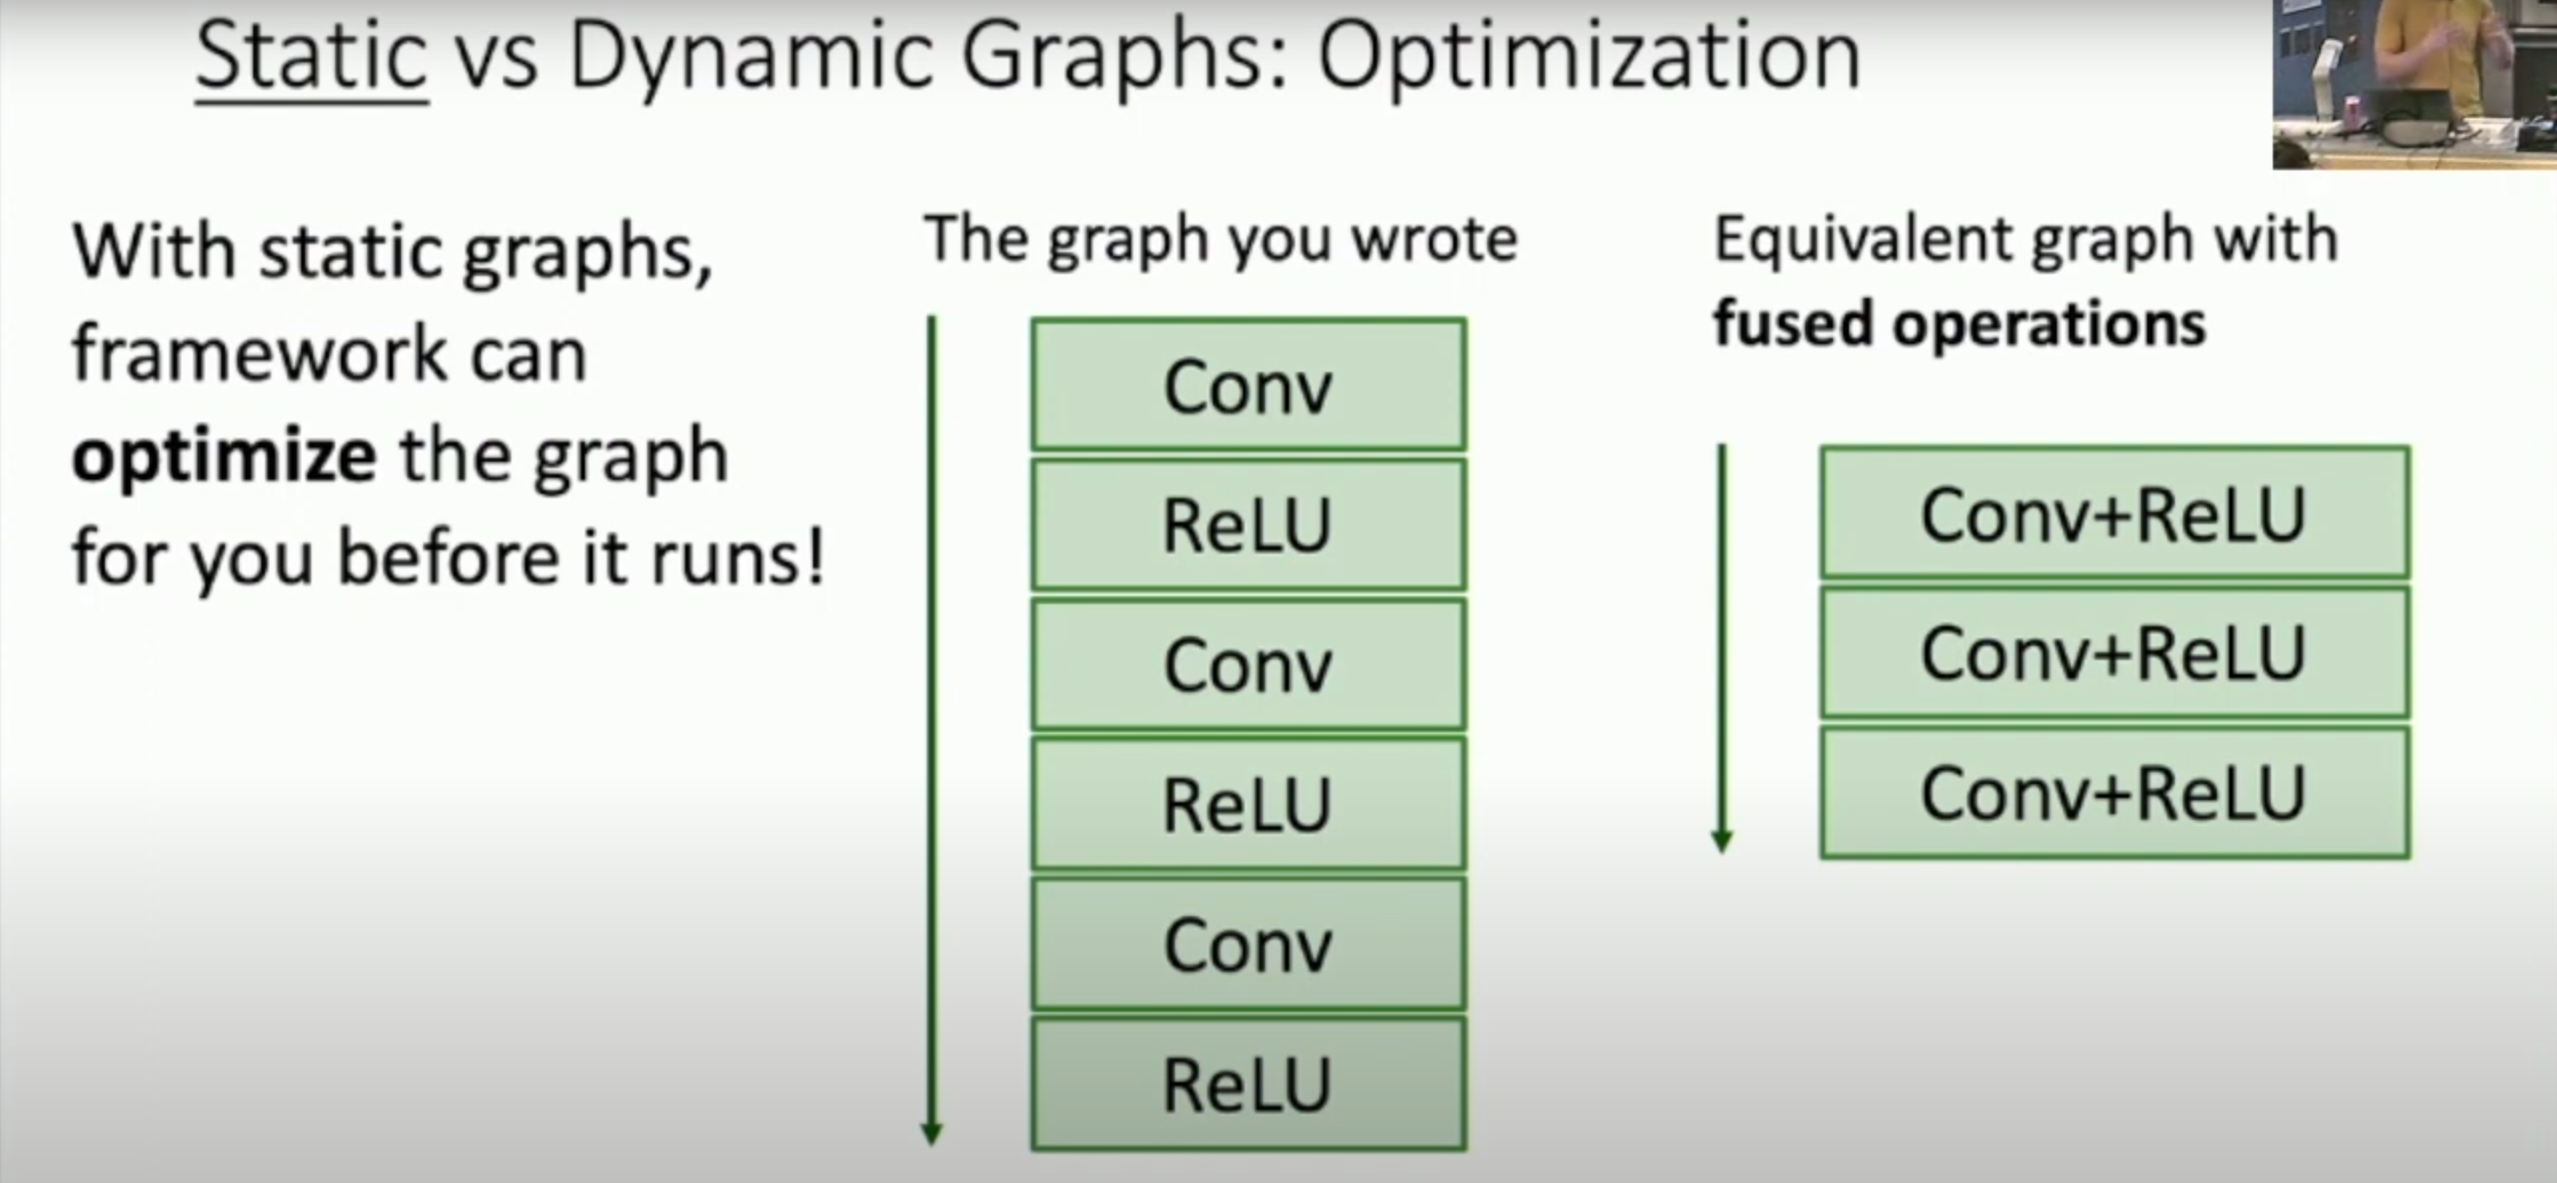 Static vs Dynamic Graphs: Optimization
With static graphs,
framework can
optimize the graph
for you before it runs!
The graph you wrote
Conv
ReLU
Conv
ReLU
Conv
ReLU
Equivalent graph with
fused operations
Conv+ReLU
Conv+ReLU
Conv+ReLU